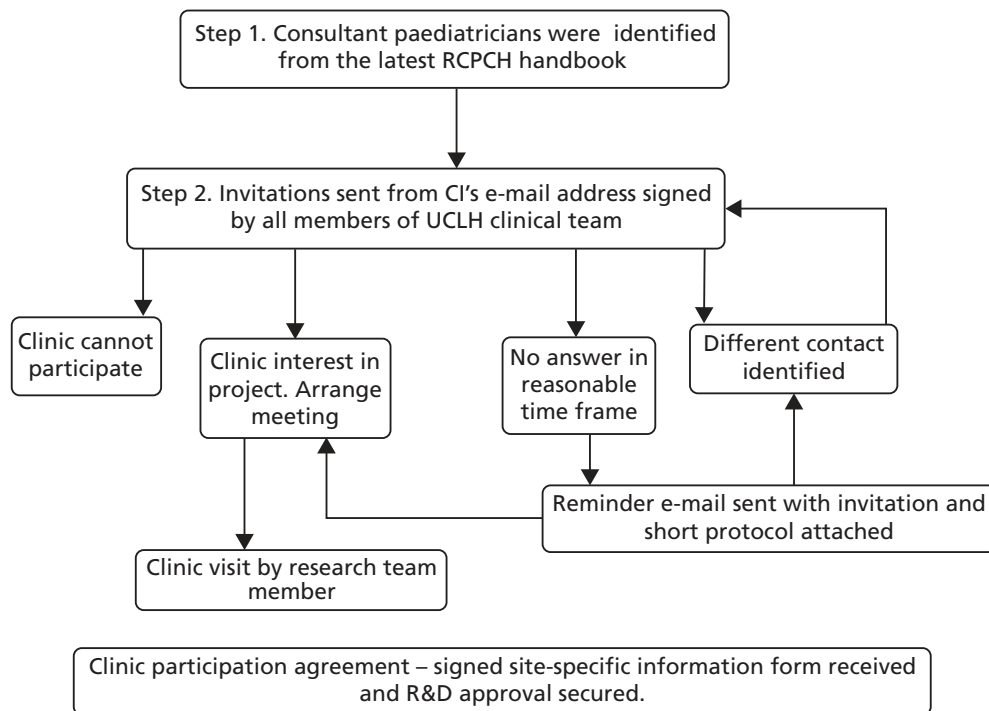 Step 1. Consultant paediatricians were identified
from the latest RCPCH handbook
Step 2. Invitations sent from CI's e-mail address signed
by all members of UCLH clinical team
Clinic cannot
participate
Clinic interest in
project. Arrange
meeting
No answer in
reasonable
time frame
Different contact
identified
Reminder e-mail sent with invitation and
short protocol attached
Clinic visit by research team
member
Clinic participation agreement – signed site-specific information form received
and R&D approval secured.